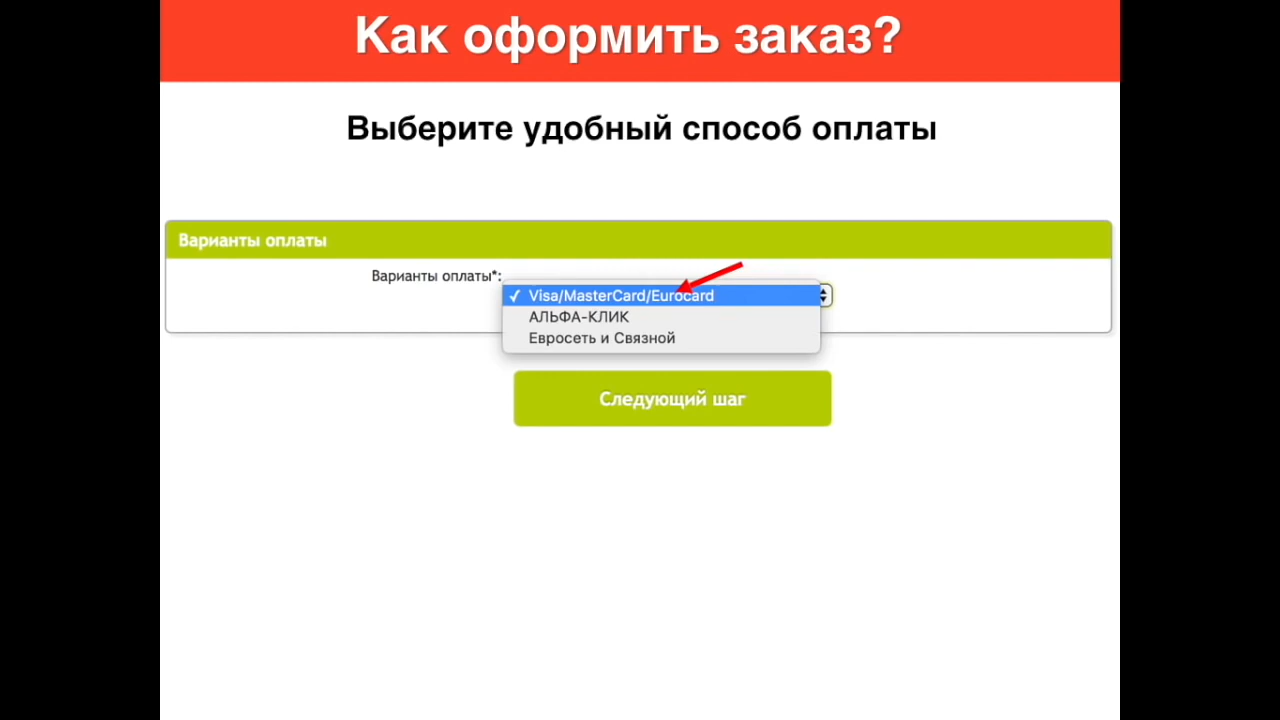 Как оформить заказ?
Выберите удобный способ оплаты
Варианты оплаты
Варианты оплаты*:
✓ Visa/MasterCard/Eurocard
АЛЬФА-КЛИК
Евросеть и Связной
Следующий шаг